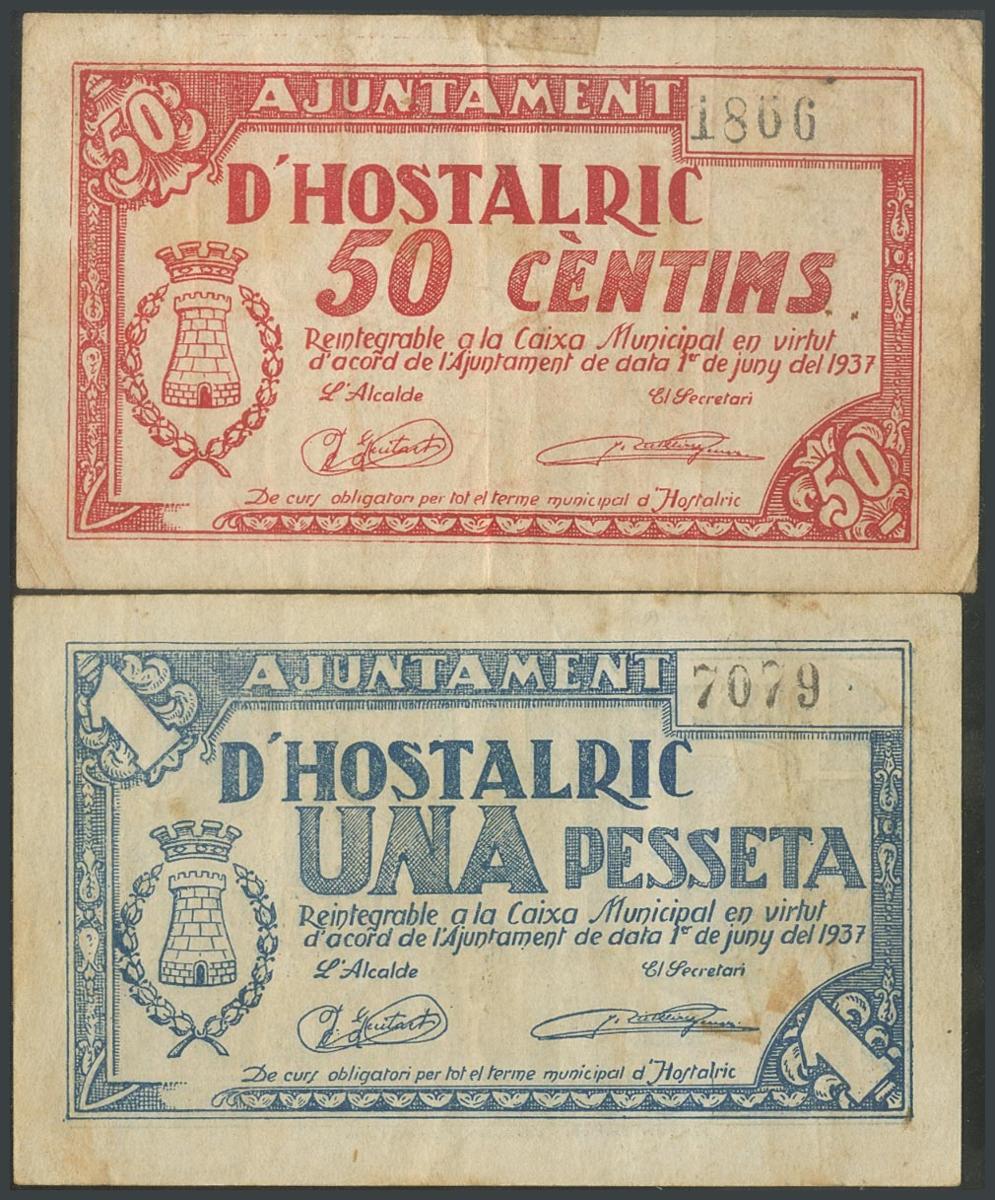 50
AJUNTAMENT
1866
D'HOSTALRIC
50 CÈNTIMS
Reintegrable a la Caixa Municipal en virtut
d'acord de l'Ajuntament de data 1er de juny del 1937
L'Alcalde El Secretari
50
De curs obligatori per tot el terme municipal d'Hostalric
1
AJUNTAMENT
7079
D'HOSTALRIC
UNA PESSETA
Reintegrable a la Caixa Municipal en virtut
d'acord de l'Ajuntament de data 1er de juny del 1937
L'Alcalde El Secretari
1
De curs obligatori per tot el terme municipal d'Hostalric